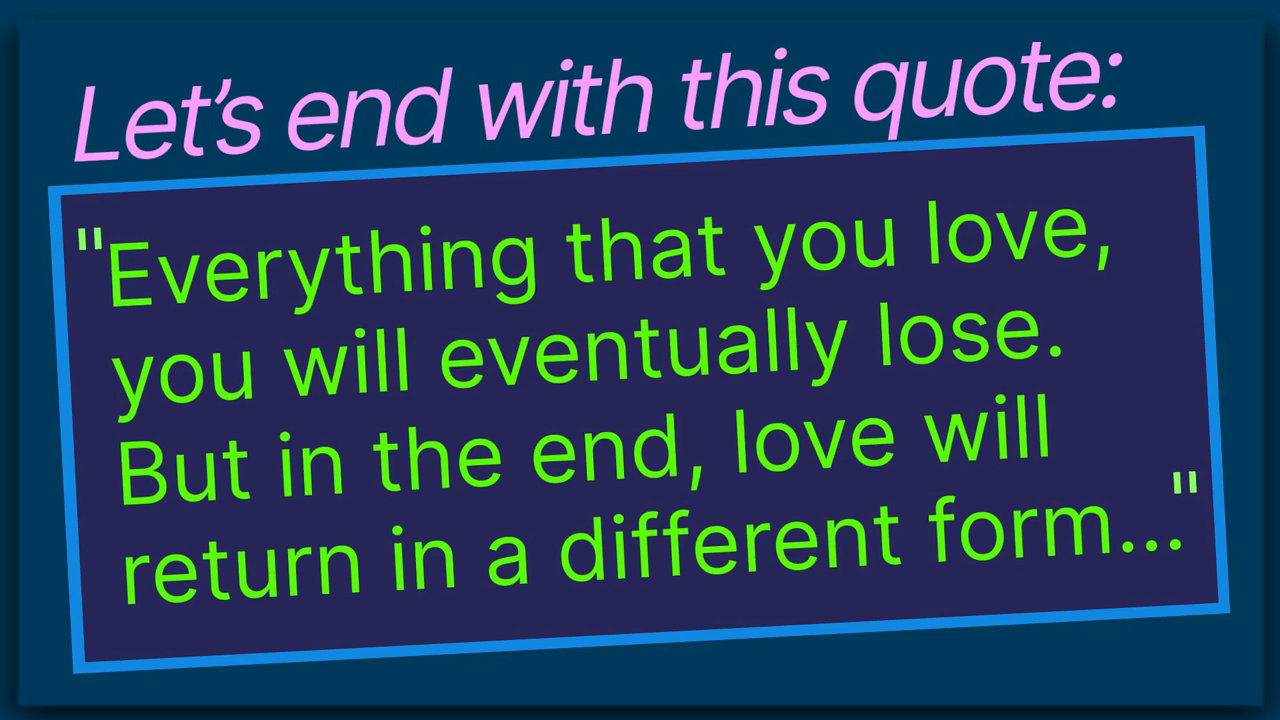 Let’s end with this quote:
"Everything that you love,
you will eventually lose.
But in the end, love will
return in a different form..."